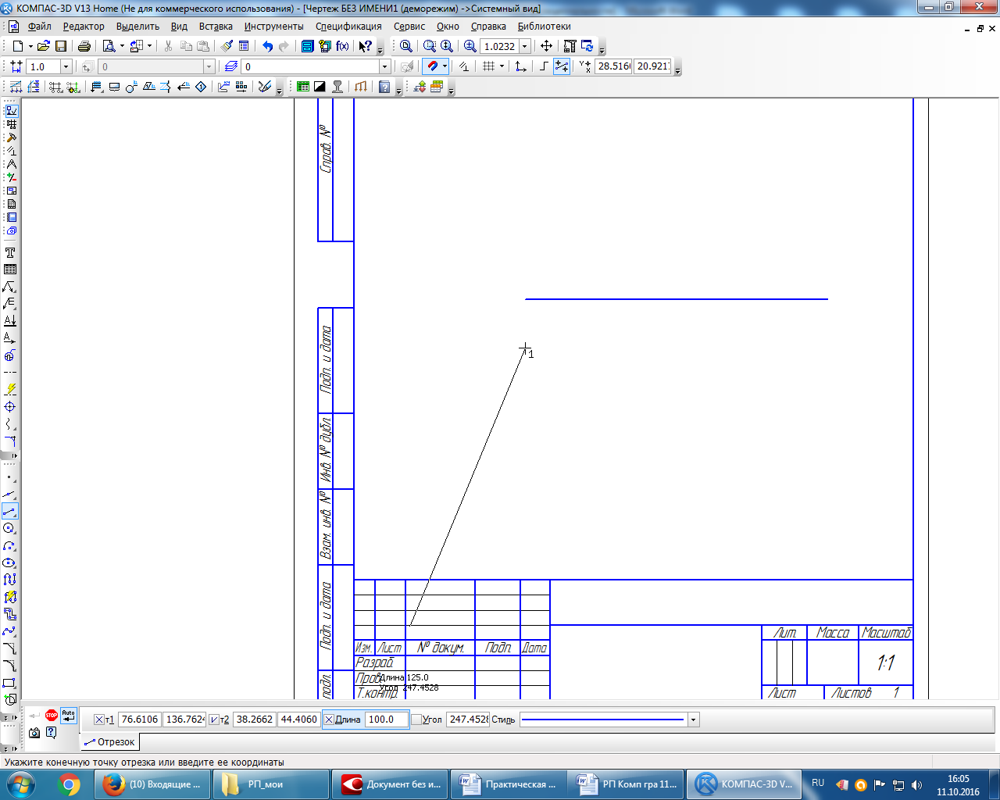 КОМПАС-3D V13 Home (Не для коммерческого использования) - [Чертеж БЕЗ ИМЕНИ1 (деморежим) ->Системный вид]
Файл Редактор Выделить Вид Вставка Инструменты Спецификация Сервис Окно Справка Библиотеки
f(x) 1.0232
1.0 0 0 28.516 20.921
Справ. №
Подп. и дата
Инв. № дубл.
Взам. инв. №
Подп. и дата
подл.
1
Лит. Масса Масштаб
Изм. Лист № докум. Подп. Дата
1:1
Разраб.
Пров.
Длина 125.0
Угол 247.4528
Т.контр.
Лист Листов 1
STOP Auto т1 76.6106 136.762 т2 38.2662 44.4060 Длина 100.0 Угол 247.4528 Стиль
Отрезок
Укажите конечную точку отрезка или введите ее координаты
(10) Входящие ... РП_мои Документ без и... Практическая ... РП Комп гра 11... КОМПАС-3D V... RU 16:05
11.10.2016